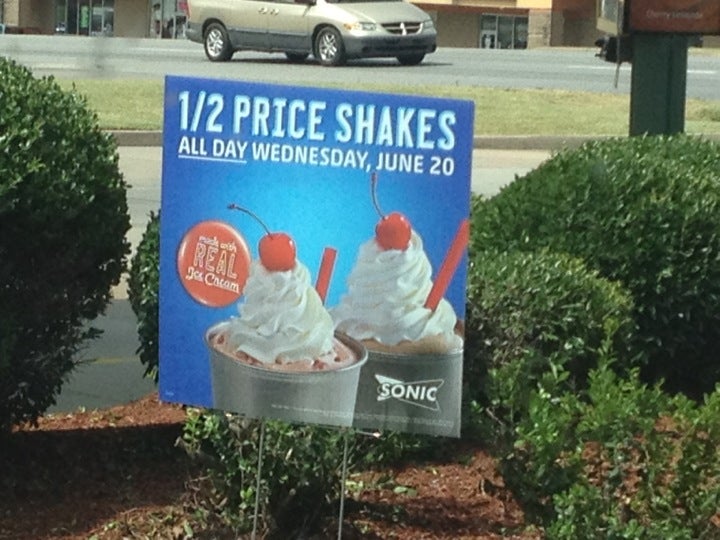 1/2 PRICE SHAKES
ALL DAY WEDNESDAY, JUNE 20
made with
REAL
Ice Cream
SONIC